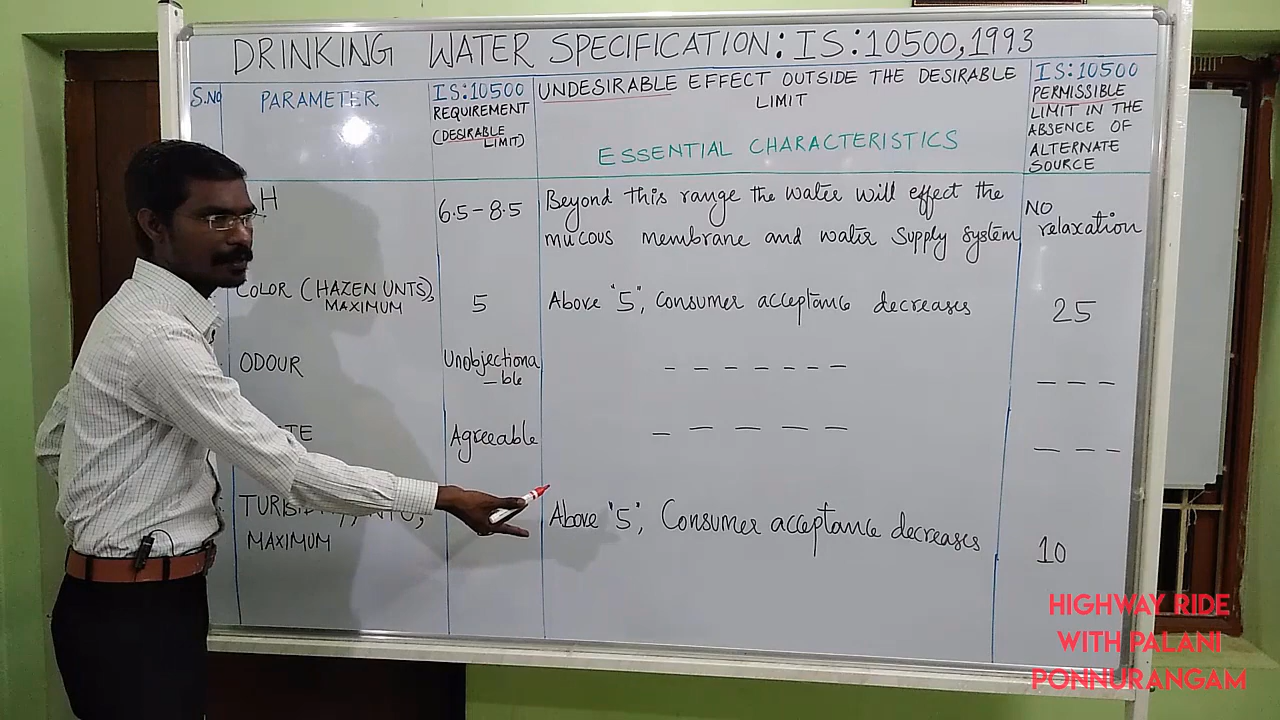 DRINKING WATER SPECIFICATION: IS:10500, 1993
S.NO
PARAMETER
IS:10500
REQUIREMENT
(DESIRABLE
LIMIT)
UNDESIRABLE EFFECT OUTSIDE THE DESIRABLE
LIMIT
ESSENTIAL CHARACTERISTICS
IS:10500
PERMISSIBLE
LIMIT IN THE
ABSENCE OF
ALTERNATE
SOURCE
H
6.5-8.5
Beyond this range the water will effect the
mucous membrane and water supply system
NO
relaxation
COLOR (HAZEN UNTS),
MAXIMUM
5
Above "5", Consumer acceptance decreases
25
ODOUR
Unobjectiona
-ble
- - - - - - -
- - -
TE
Agreeable
- - - - -
- - -
MAXIMUM
Above "5", Consumer acceptance decreases
10
HIGHWAY RIDE
WITH PALANI
PONNURANGAM